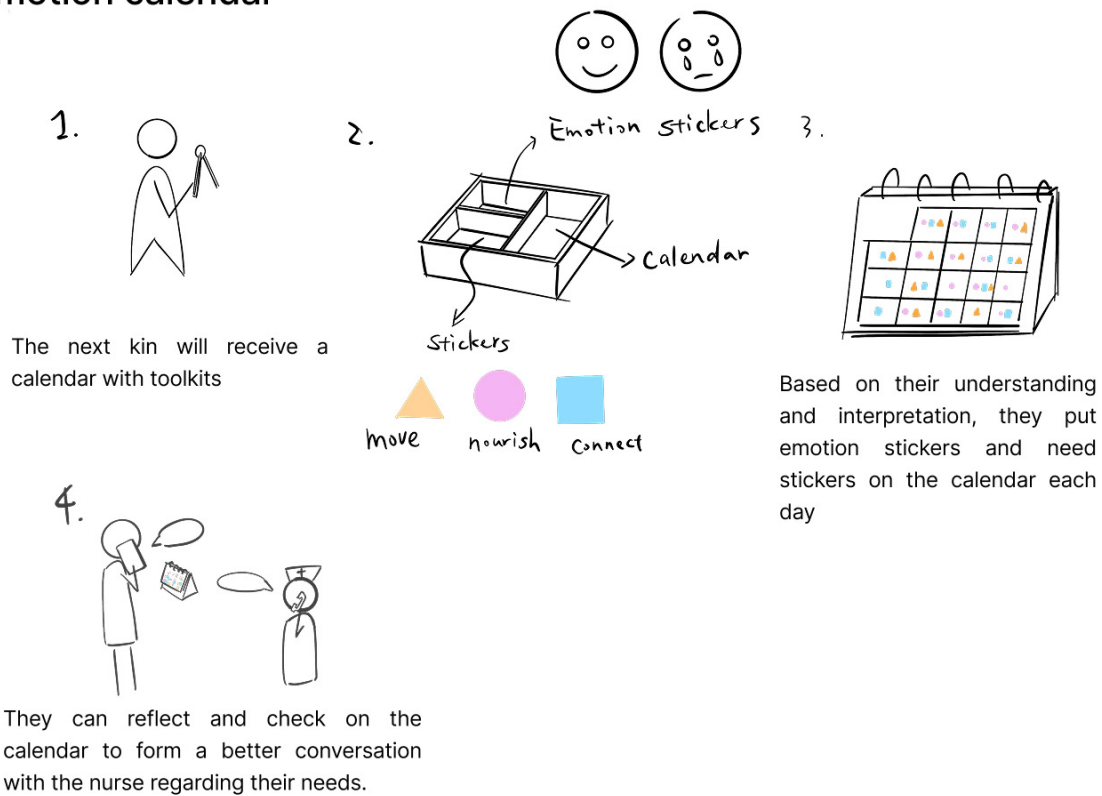 motion calendar
1.
The next kin will receive a
calendar with toolkits
2.
Emotion stickers
Calendar
Stickers
move nourish connect
3.
Based on their understanding
and interpretation, they put
emotion stickers and need
stickers on the calendar each
day
4.
They can reflect and check on the
calendar to form a better conversation
with the nurse regarding their needs.